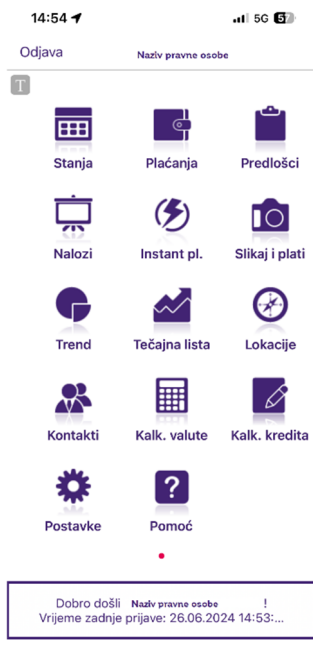 14:54 5G 57
Odjava Naziv pravne osobe
T
Stanja Plaćanja Predlošci
Nalozi Instant pl. Slikaj i plati
Trend Tečajna lista Lokacije
Kontakti Kalk. valute Kalk. kredita
?
Postavke Pomoć
Dobro došli Naziv pravne osobe !
Vrijeme zadnje prijave: 26.06.2024 14:53:...